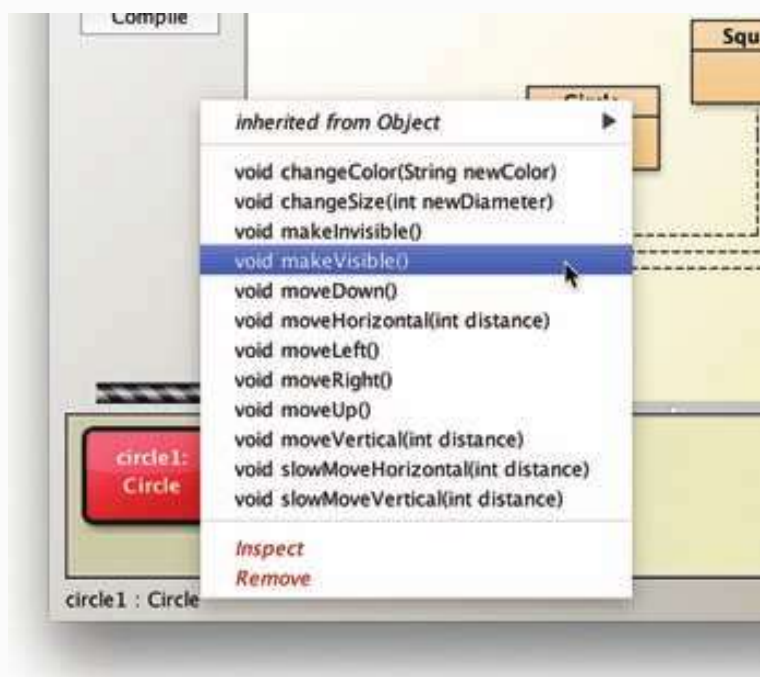 Compile
Squ
Circle
inherited from Object
void changeColor(String newColor)
void changeSize(int newDiameter)
void makeInvisible()
void makeVisible()
void moveDown()
void moveHorizontal(int distance)
void moveLeft()
void moveRight()
void moveUp()
void moveVertical(int distance)
void slowMoveHorizontal(int distance)
void slowMoveVertical(int distance)
Inspect
Remove
circle1:
Circle
circle1 : Circle